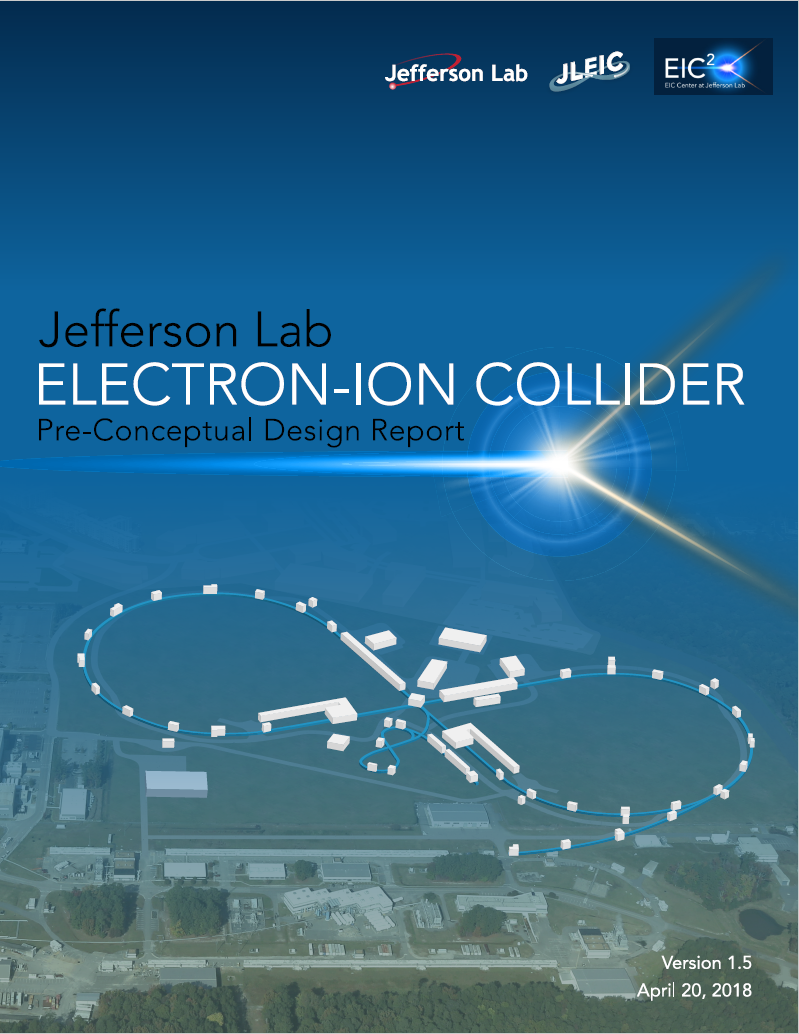 Jefferson Lab
JLEIC
EIC²
EIC Center at Jefferson Lab
Jefferson Lab
ELECTRON-ION COLLIDER
Pre-Conceptual Design Report
Version 1.5
April 20, 2018